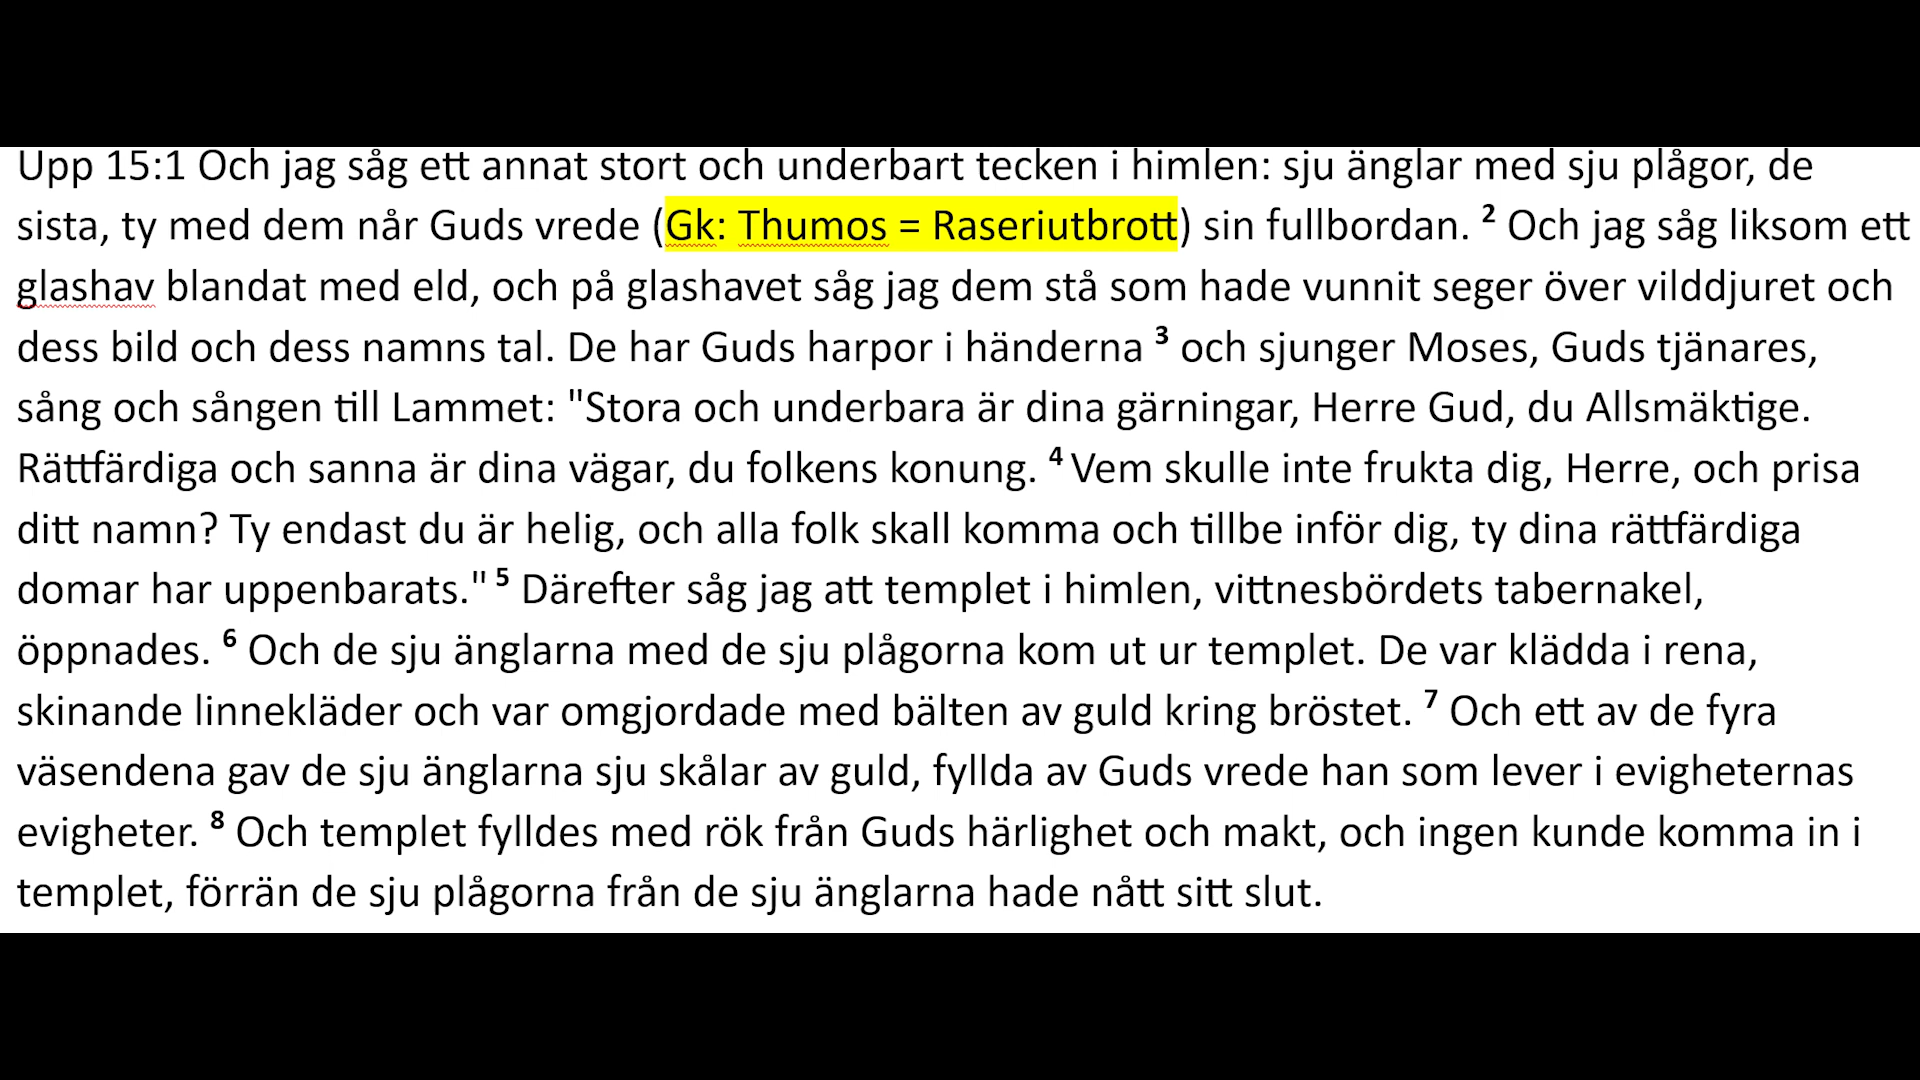 Upp 15:1 Och jag såg ett annat stort och underbart tecken i himlen: sju änglar med sju plågor, de
sista, ty med dem når Guds vrede (Gk: Thumos = Raseriutbrott) sin fullbordan. ² Och jag såg liksom ett
glashav blandat med eld, och på glashavet såg jag dem stå som hade vunnit seger över vilddjuret och
dess bild och dess namns tal. De har Guds harpor i händerna ³ och sjunger Moses, Guds tjänares,
sång och sången till Lammet: "Stora och underbara är dina gärningar, Herre Gud, du Allsmäktige.
Rättfärdiga och sanna är dina vägar, du folkens konung. ⁴ Vem skulle inte frukta dig, Herre, och prisa
ditt namn? Ty endast du är helig, och alla folk skall komma och tillbe inför dig, ty dina rättfärdiga
domar har uppenbarats." ⁵ Därefter såg jag att templet i himlen, vittnesbördets tabernakel,
öppnades. ⁶ Och de sju änglarna med de sju plågorna kom ut ur templet. De var klädda i rena,
skinande linnekläder och var omgjordade med bälten av guld kring bröstet. ⁷ Och ett av de fyra
väsendena gav de sju änglarna sju skålar av guld, fyllda av Guds vrede han som lever i evigheternas
evigheter. ⁸ Och templet fylldes med rök från Guds härlighet och makt, och ingen kunde komma in i
templet, förrän de sju plågorna från de sju änglarna hade nått sitt slut.